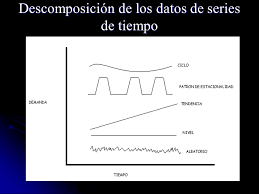 Descomposición de los datos de series
de tiempo
CICLO
PATRON DE ESTACIONALIDAD
DEMANDA
TENDENCIA
NIVEL
ALEATORIO
TIEMPO